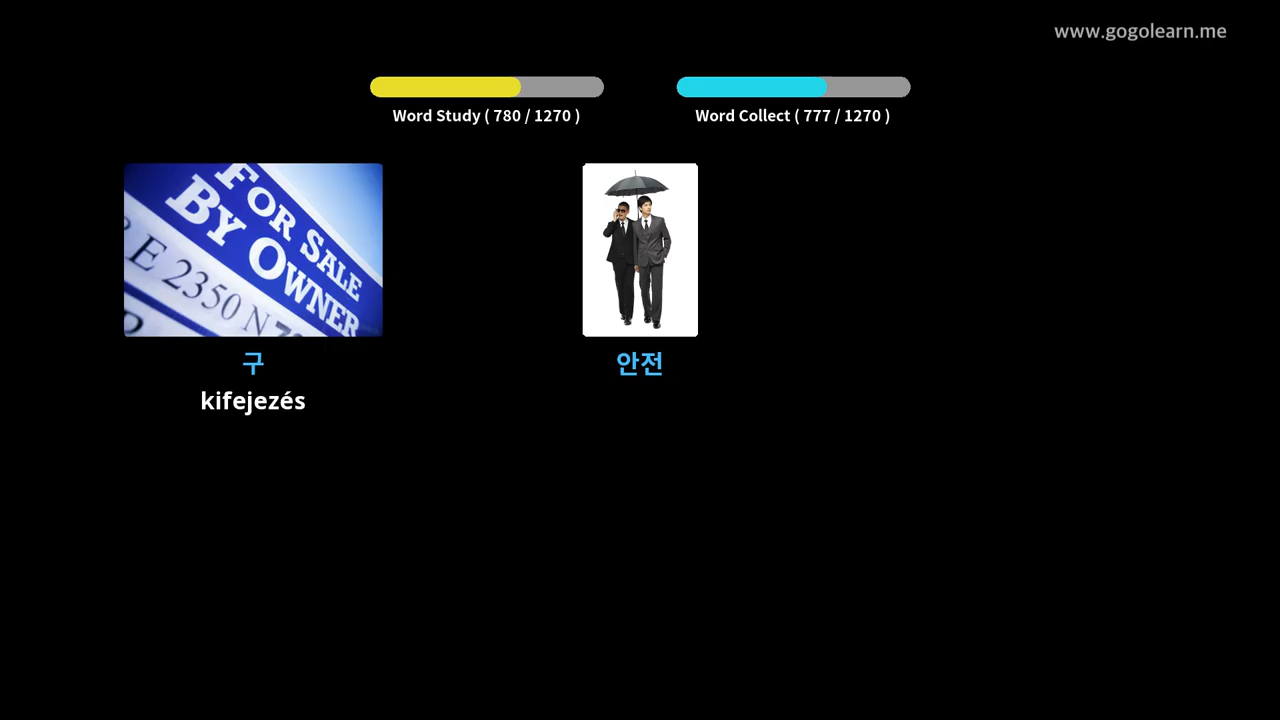 www.gogolearn.me
Word Study ( 780 / 1270 )
Word Collect ( 777 / 1270 )
FOR SALE
BY OWNER
E 2350 N
구
kifejezés
안전